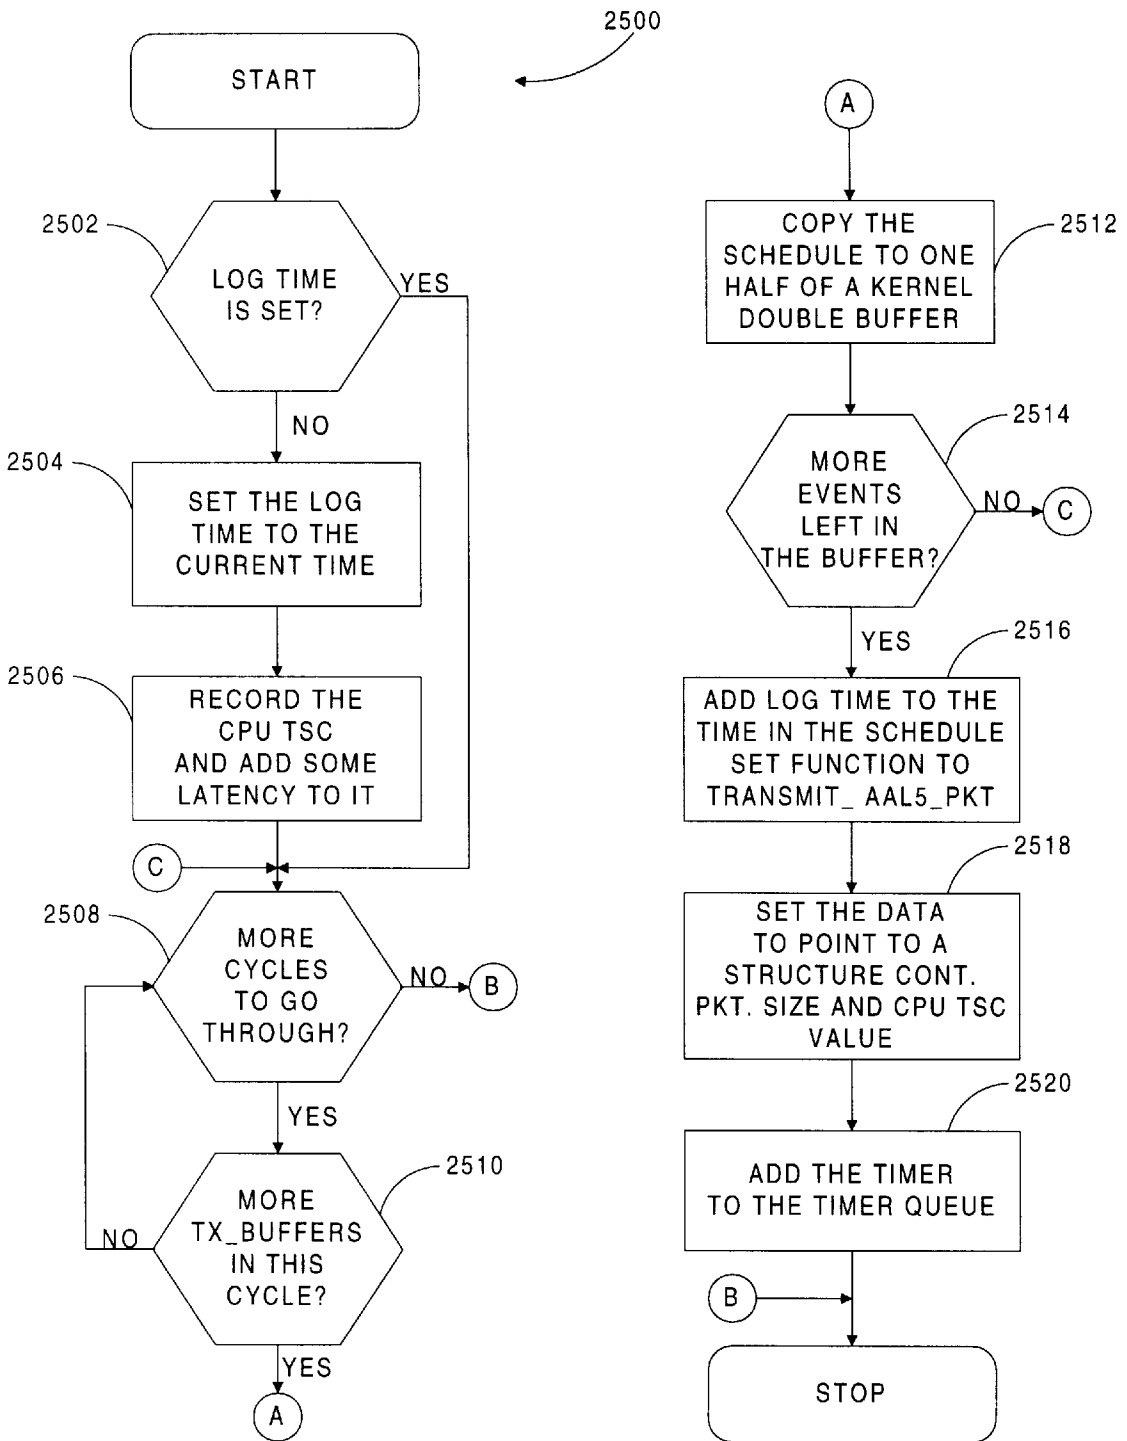 2500
START
2502
LOG TIME
IS SET?
YES
NO
2504
SET THE LOG
TIME TO THE
CURRENT TIME
2506
RECORD THE
CPU TSC
AND ADD SOME
LATENCY TO IT
C
2508
MORE
CYCLES
TO GO
THROUGH?
NO
B
YES
2510
MORE
TX_BUFFERS
IN THIS
CYCLE?
NO
YES
A
A
COPY THE
SCHEDULE TO ONE
HALF OF A KERNEL
DOUBLE BUFFER
2512
2514
MORE
EVENTS
LEFT IN
THE BUFFER?
NO
C
YES
2516
ADD LOG TIME TO THE
TIME IN THE SCHEDULE
SET FUNCTION TO
TRANSMIT_ AAL5_PKT
2518
SET THE DATA
TO POINT TO A
STRUCTURE CONT.
PKT. SIZE AND CPU TSC
VALUE
2520
ADD THE TIMER
TO THE TIMER QUEUE
B
STOP